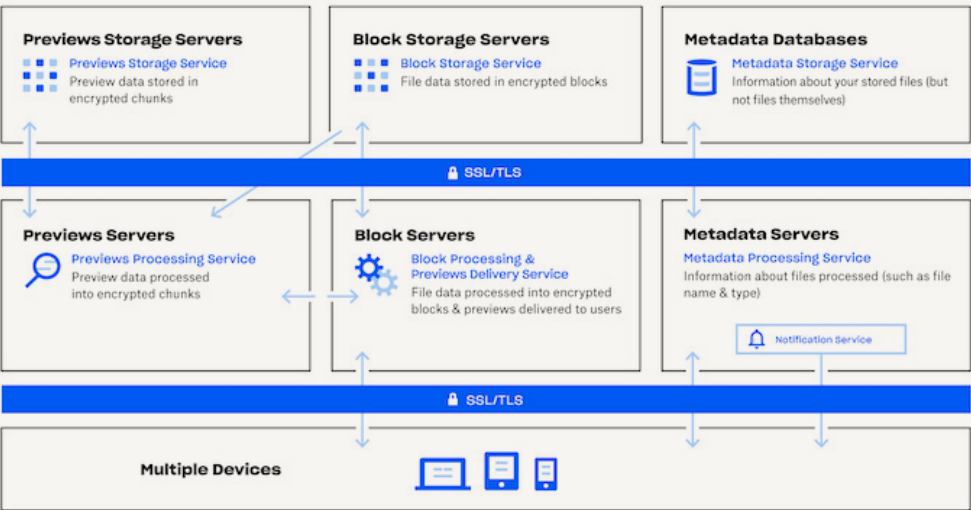 Previews Storage Servers
Previews Storage Service
Preview data stored in
encrypted chunks
Block Storage Servers
Block Storage Service
File data stored in encrypted blocks
Metadata Databases
Metadata Storage Service
Information about your stored files (but
not files themselves)
SSL/TLS
Previews Servers
Previews Processing Service
Preview data processed
into encrypted chunks
Block Servers
Block Processing &
Previews Delivery Service
File data processed into encrypted
blocks & previews delivered to users
Metadata Servers
Metadata Processing Service
Information about files processed (such as file
name & type)
Notification Service
SSL/TLS
Multiple Devices